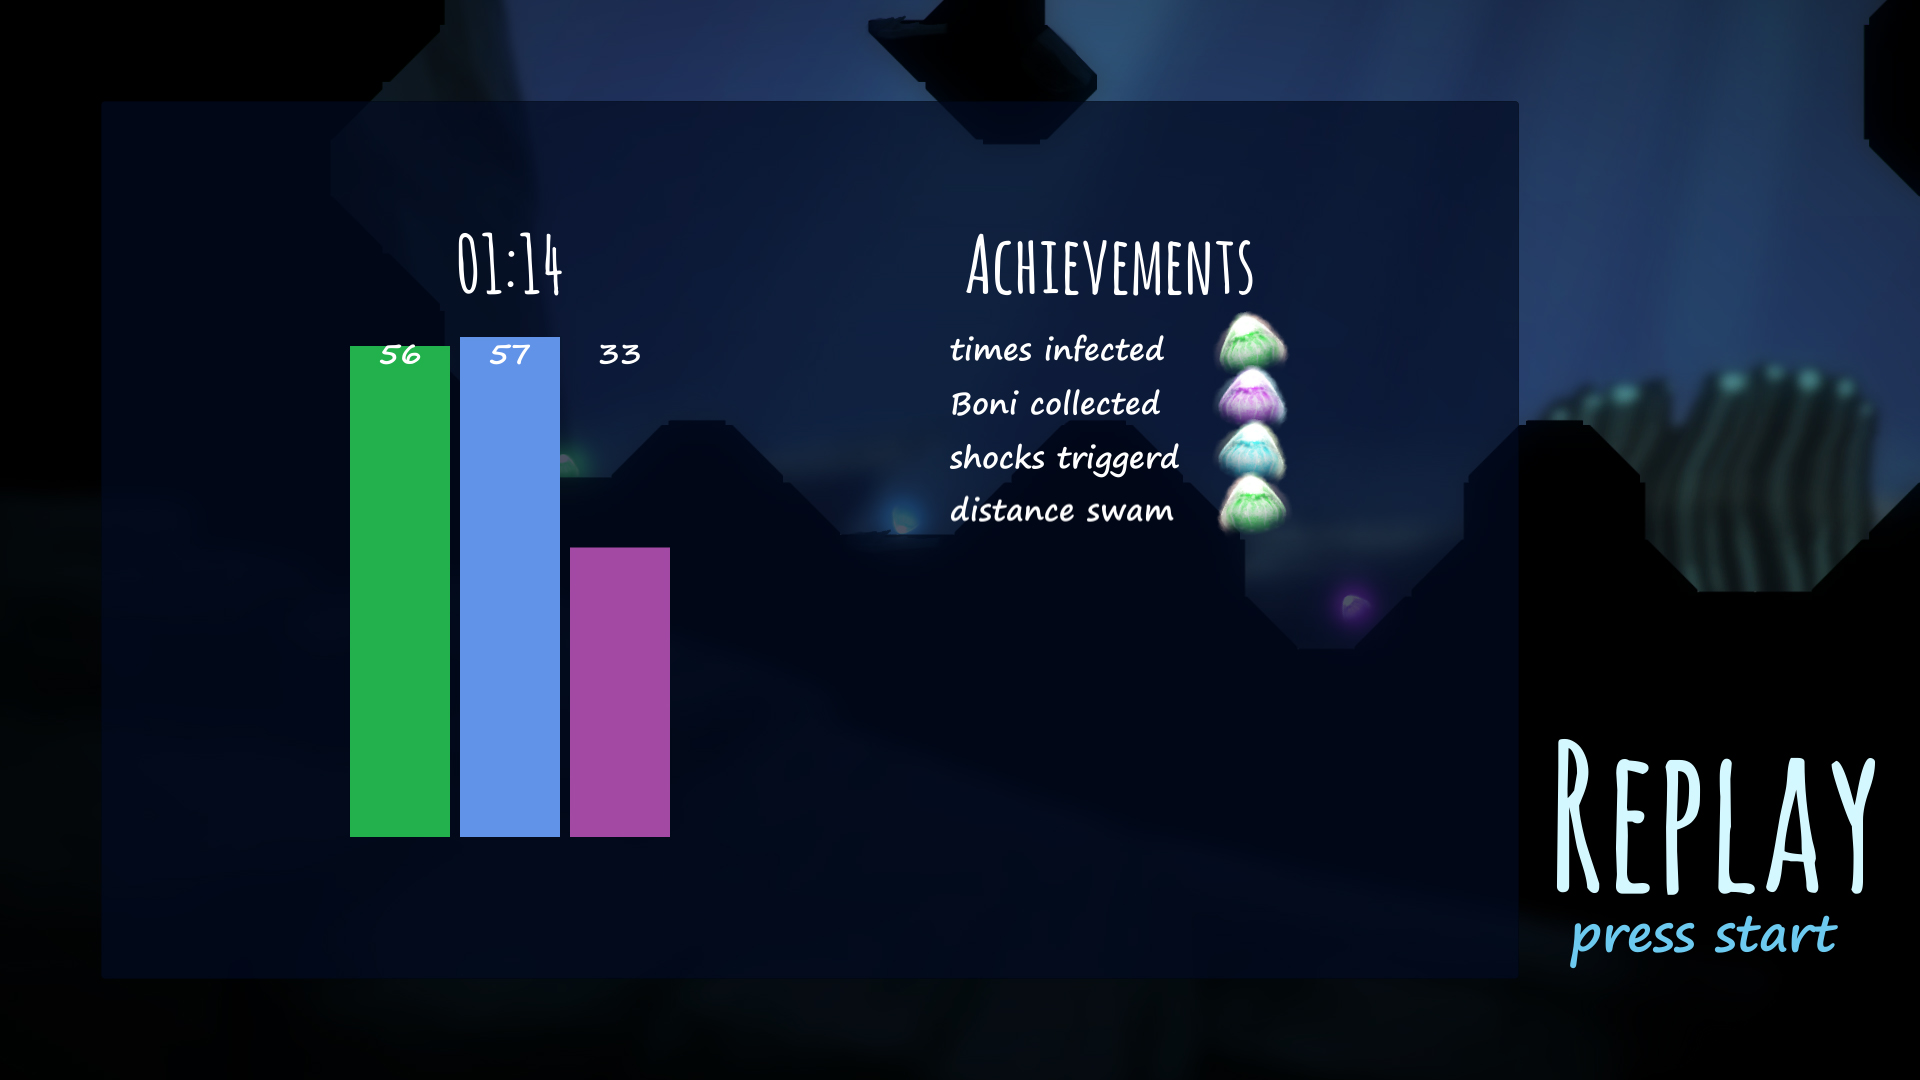 01:14
56 57 33
Achievements
times infected
Boni collected
shocks triggerd
distance swam
Replay
press start